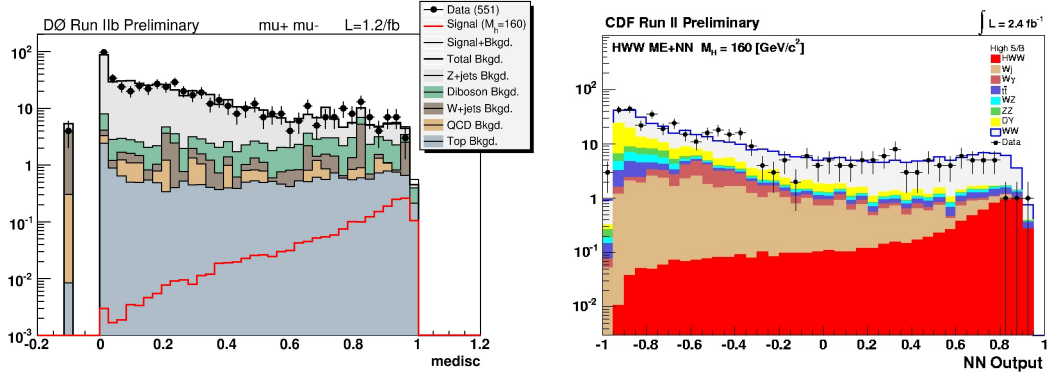 DØ Run IIb Preliminary mu+ mu- L=1.2/fb
Data (551)
Signal (M_h=160)
Signal+Bkgd.
Total Bkgd.
Z+jets Bkgd.
Diboson Bkgd.
W+jets Bkgd.
QCD Bkgd.
Top Bkgd.
10²
10
1
10⁻¹
10⁻²
10⁻³
-0.2 0 0.2 0.4 0.6 0.8 1 1.2
medisc
CDF Run II Preliminary ∫ L = 2.4 fb⁻¹
HWW ME+NN M_H = 160 [GeV/c²]
High S/B
HWW
Wj
Wγ
tt̄
WZ
ZZ
DY
WW
Data
10²
10
1
10⁻¹
10⁻²
-1 -0.8 -0.6 -0.4 -0.2 0 0.2 0.4 0.6 0.8 1
NN Output